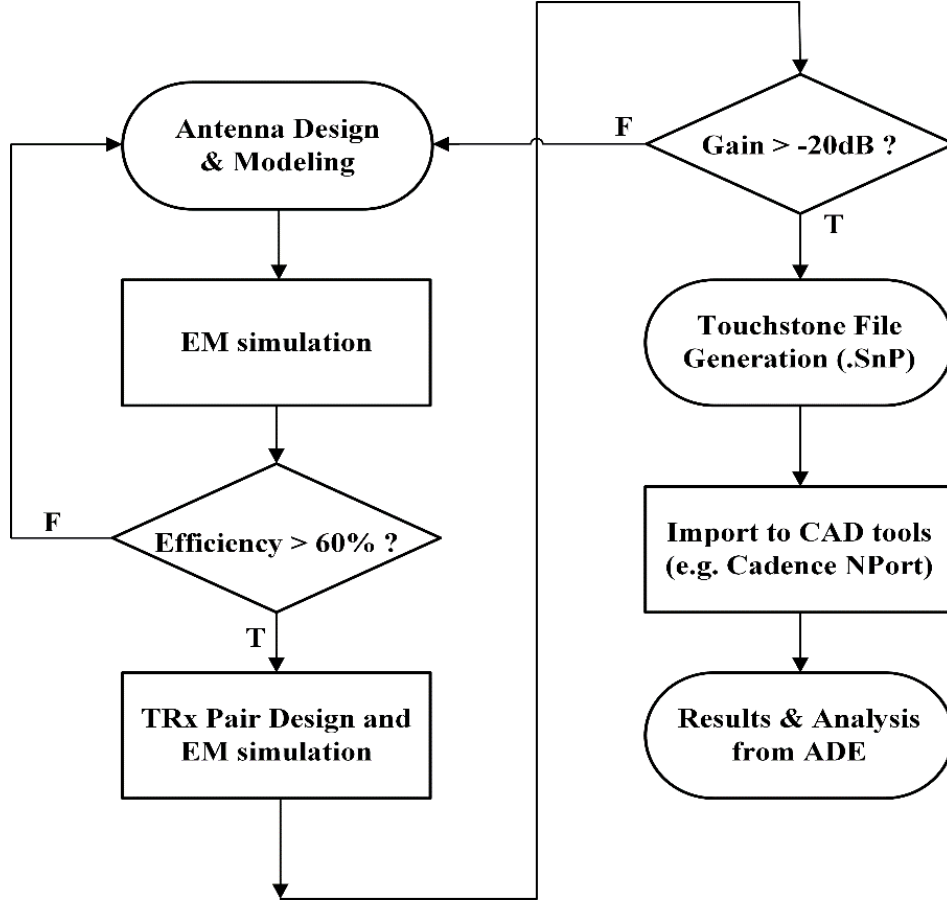 Antenna Design
& Modeling
EM simulation
F
Efficiency > 60% ?
T
TRx Pair Design and
EM simulation
F
Gain > -20dB ?
T
Touchstone File
Generation (.SnP)
Import to CAD tools
(e.g. Cadence NPort)
Results & Analysis
from ADE